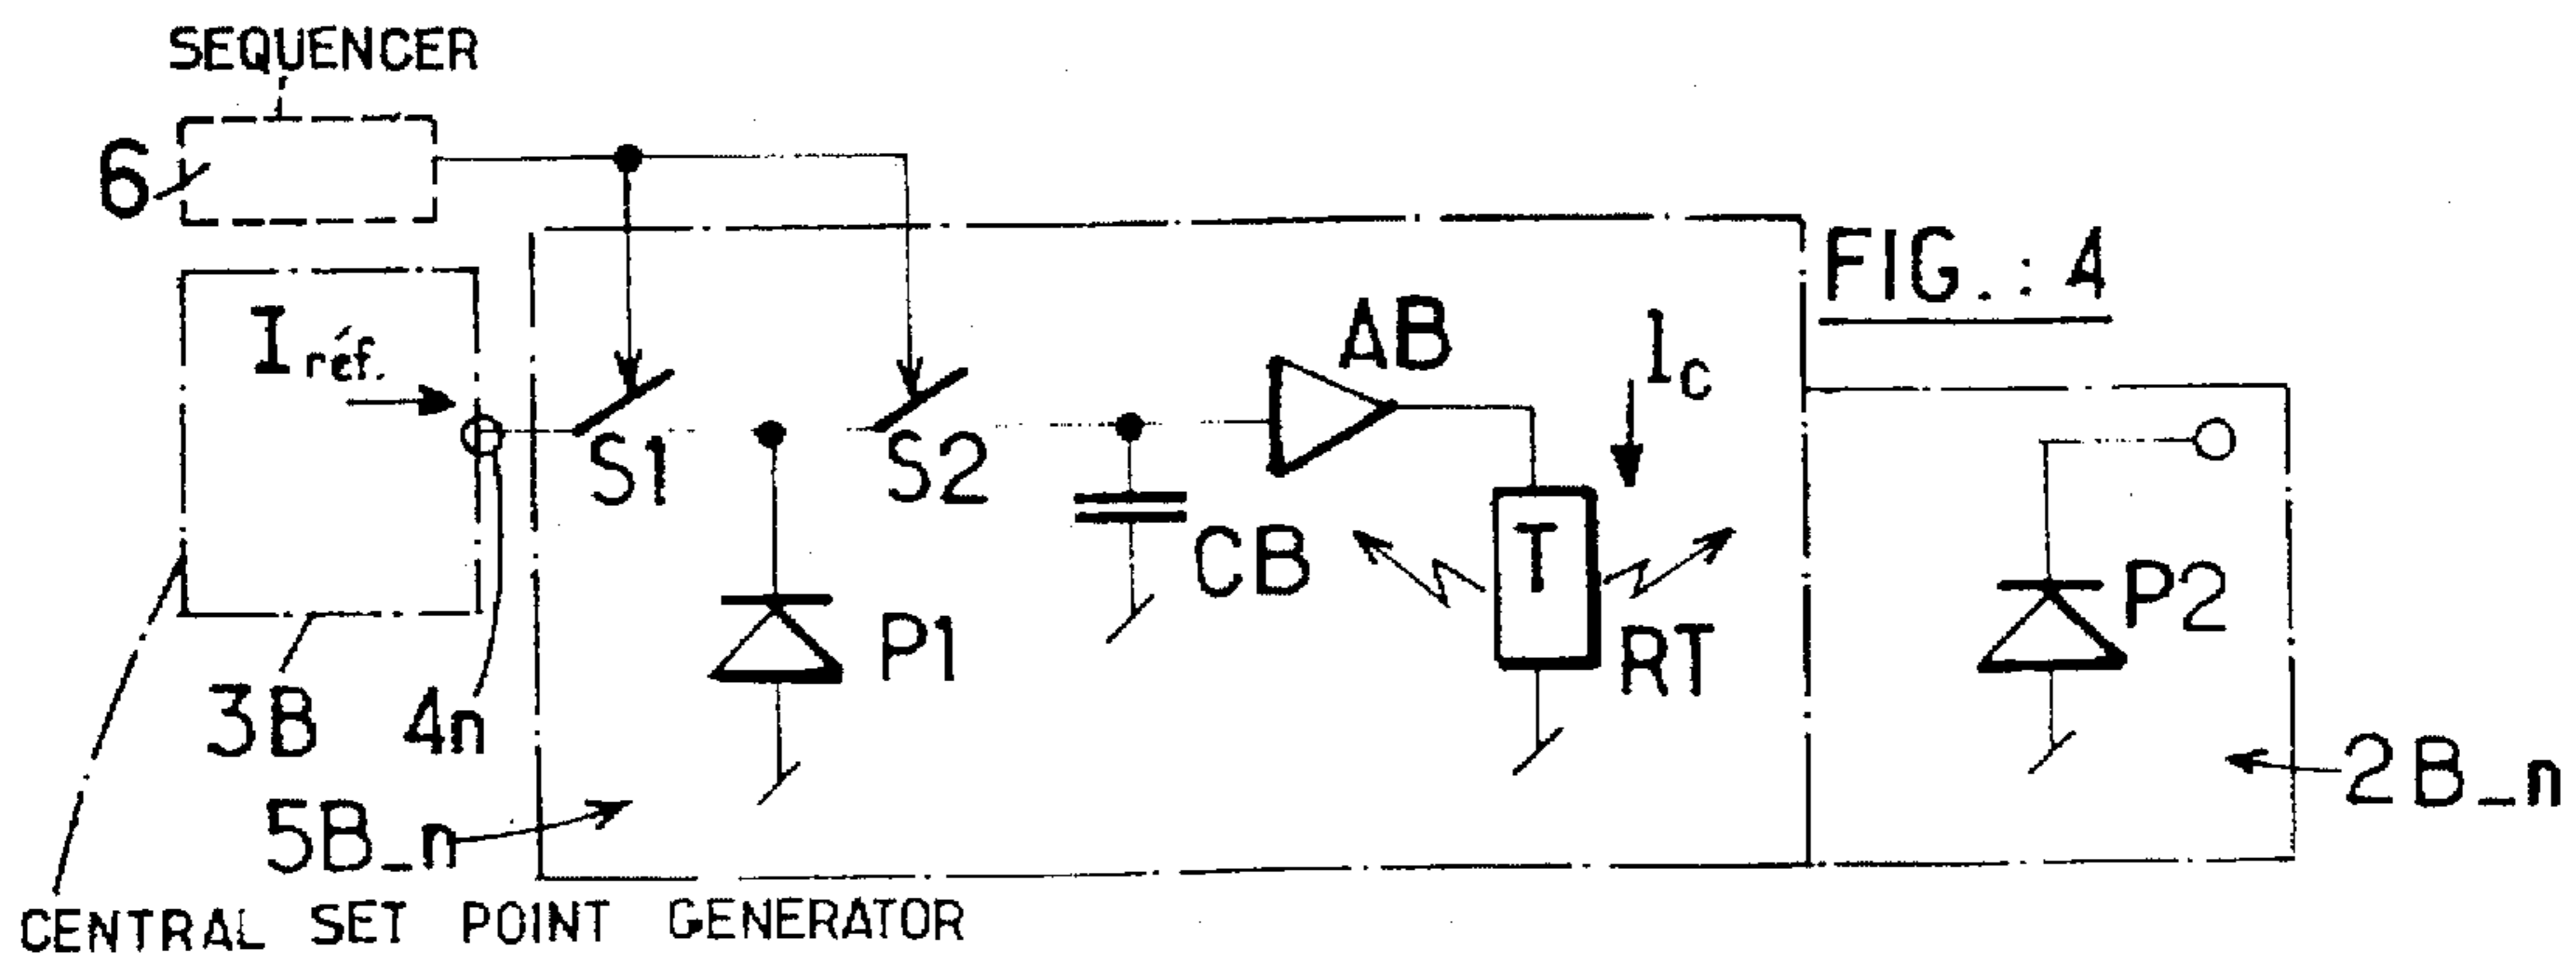 SEQUENCER
6
FIG.: 4
I réf.
AB
Ic
S1
S2
CB
T
RT
P1
P2
3B
4n
5B_n
2B_n
CENTRAL SET POINT GENERATOR